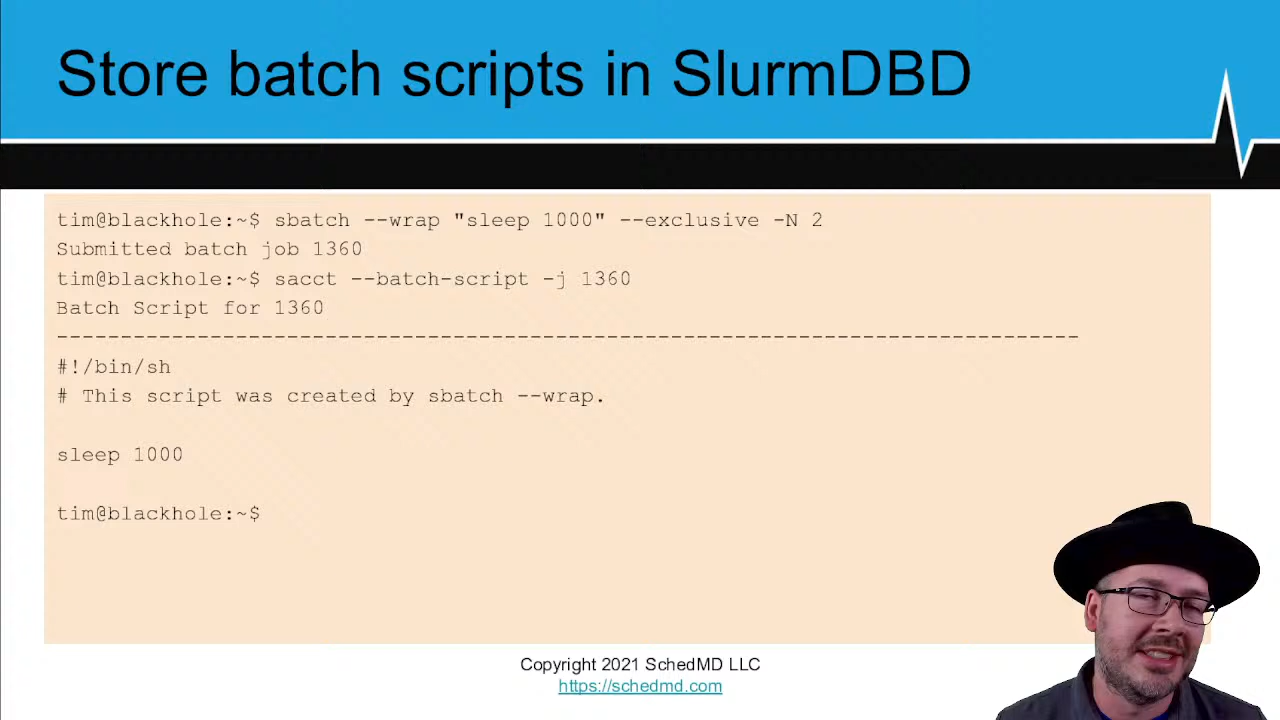 Store batch scripts in SlurmDBD
tim@blackhole:~$ sbatch --wrap "sleep 1000" --exclusive -N 2
Submitted batch job 1360
tim@blackhole:~$ sacct --batch-script -j 1360
Batch Script for 1360
--------------------------------------------------------------------------------
#!/bin/sh
# This script was created by sbatch --wrap.
sleep 1000
tim@blackhole:~$
Copyright 2021 SchedMD LLC
https://schedmd.com